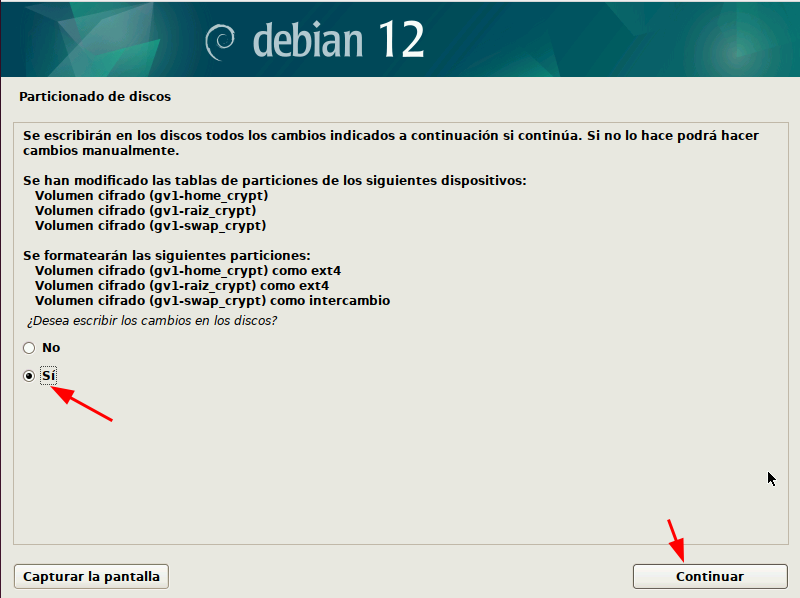 debian 12
Particionado de discos
Se escribirán en los discos todos los cambios indicados a continuación si continúa. Si no lo hace podrá hacer
cambios manualmente.
Se han modificado las tablas de particiones de los siguientes dispositivos:
Volumen cifrado (gv1-home_crypt)
Volumen cifrado (gv1-raiz_crypt)
Volumen cifrado (gv1-swap_crypt)
Se formatearán las siguientes particiones:
Volumen cifrado (gv1-home_crypt) como ext4
Volumen cifrado (gv1-raiz_crypt) como ext4
Volumen cifrado (gv1-swap_crypt) como intercambio
¿Desea escribir los cambios en los discos?
No
Sí
Capturar la pantalla
Continuar